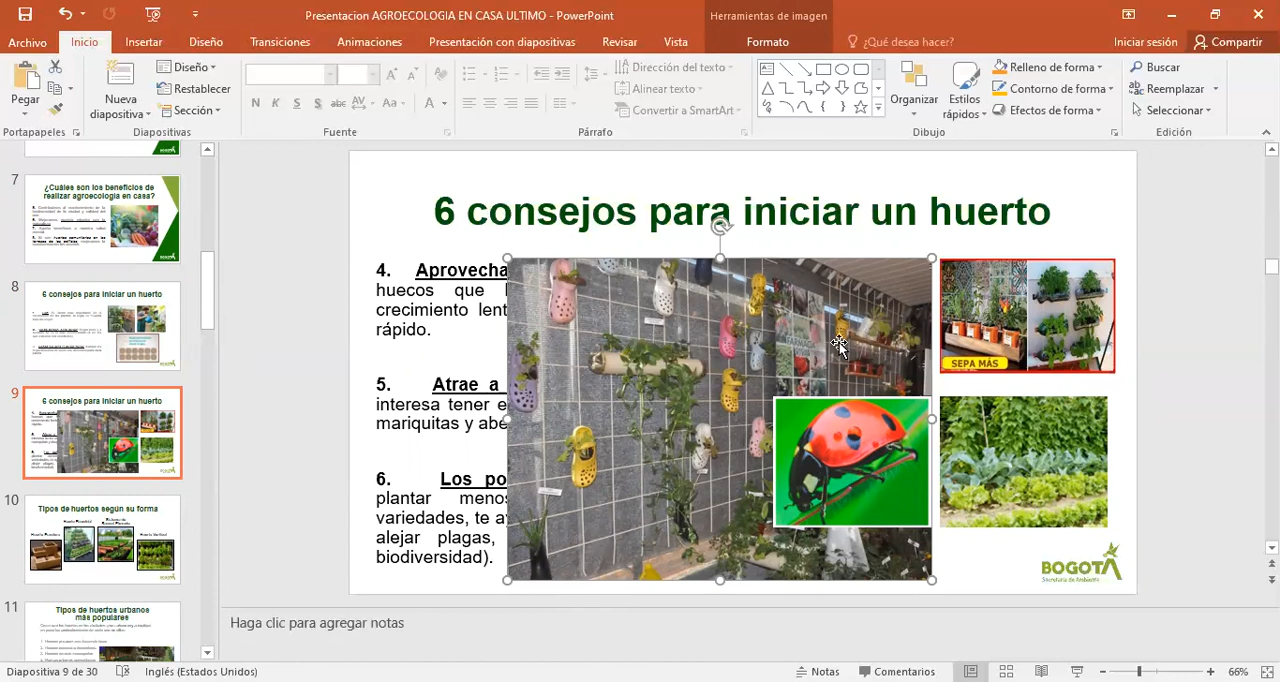 Presentacion AGROECOLOGIA EN CASA ULTIMO - PowerPoint
Herramientas de imagen
Archivo
Inicio
Insertar
Diseño
Transiciones
Animaciones
Presentación con diapositivas
Revisar
Vista
Formato
¿Qué desea hacer?
Iniciar sesión
Compartir
Pegar
Nueva diapositiva
Diseño
Restablecer
Sección
N K S S abc AV Aa A
Dirección del texto
Alinear texto
Convertir a SmartArt
Organizar
Estilos rápidos
Relleno de forma
Contorno de forma
Efectos de forma
Buscar
Reemplazar
Seleccionar
Portapapeles
Diapositivas
Fuente
Párrafo
Dibujo
Edición
7
¿Cuáles son los beneficios de
realizar agroecología en casa?
8
6 consejos para iniciar un huerto
9
6 consejos para iniciar un huerto
10
Tipos de huertos según su forma
11
Tipos de huertos urbanos
más populares
6 consejos para iniciar un huerto
4. Aprovecha
huecos que
crecimiento lent
rápido.
5. Atrae a
interesa tener e
mariquitas y abe
6. Los po
plantar menos
variedades, te a
alejar plagas,
biodiversidad).
SEPA MÁS
BOGOTÁ
Secretaría de Ambiente
Haga clic para agregar notas
Diapositiva 9 de 30
Inglés (Estados Unidos)
Notas
Comentarios
66%